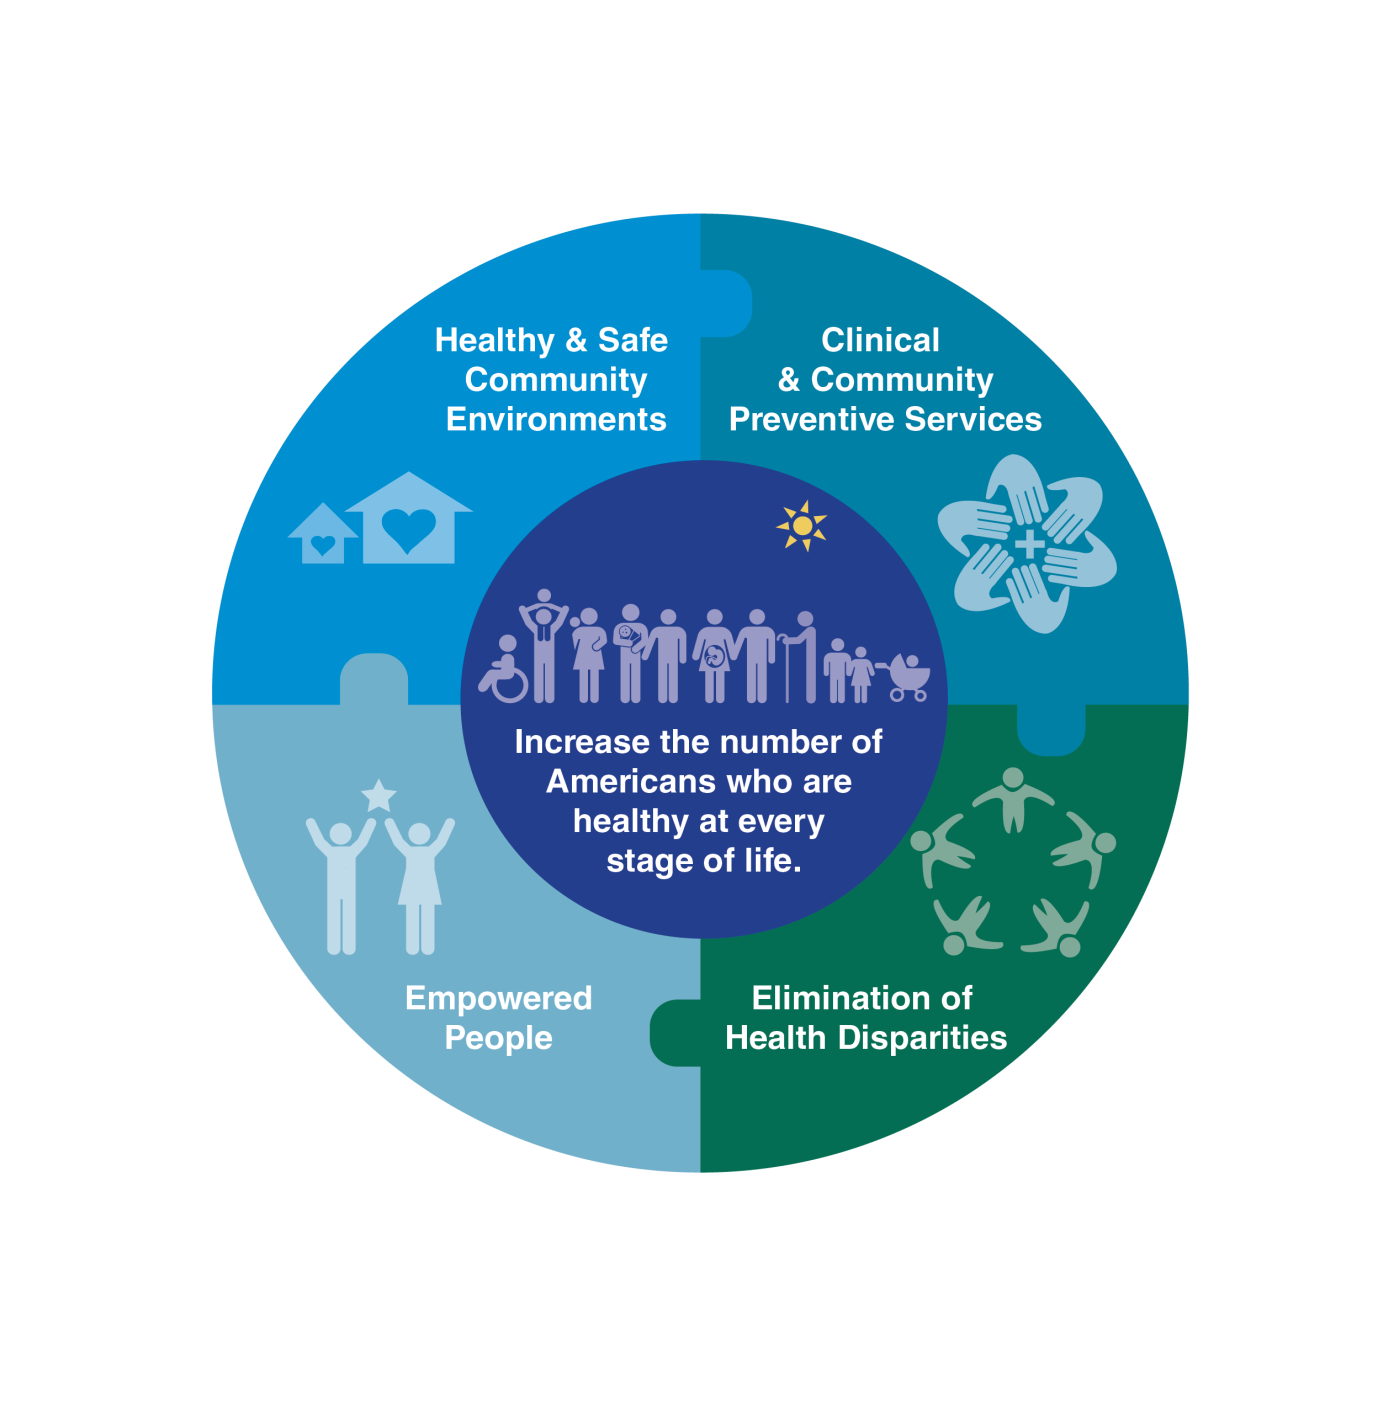 Healthy & Safe
Community
Environments
Clinical
& Community
Preventive Services
Increase the number of
Americans who are
healthy at every
stage of life.
Empowered
People
Elimination of
Health Disparities